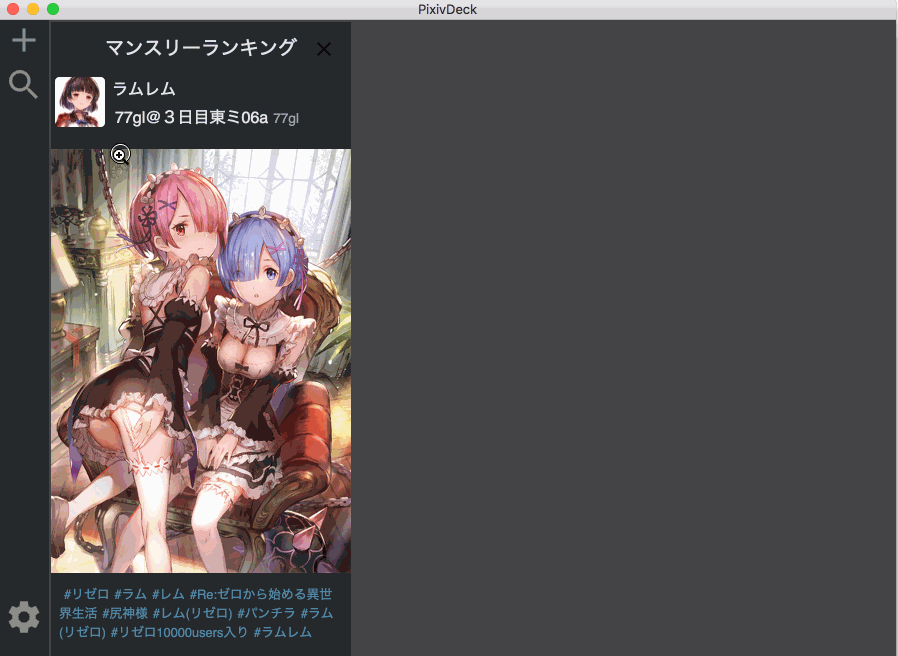 PixivDeck
マンスリーランキング
ラムレム
77gl@３日目東ミ06a 77gl
#リゼロ #ラム #レム #Re:ゼロから始める異世
界生活 #尻神様 #レム(リゼロ) #パンチラ #ラム
(リゼロ) #リゼロ10000users入り #ラムレム